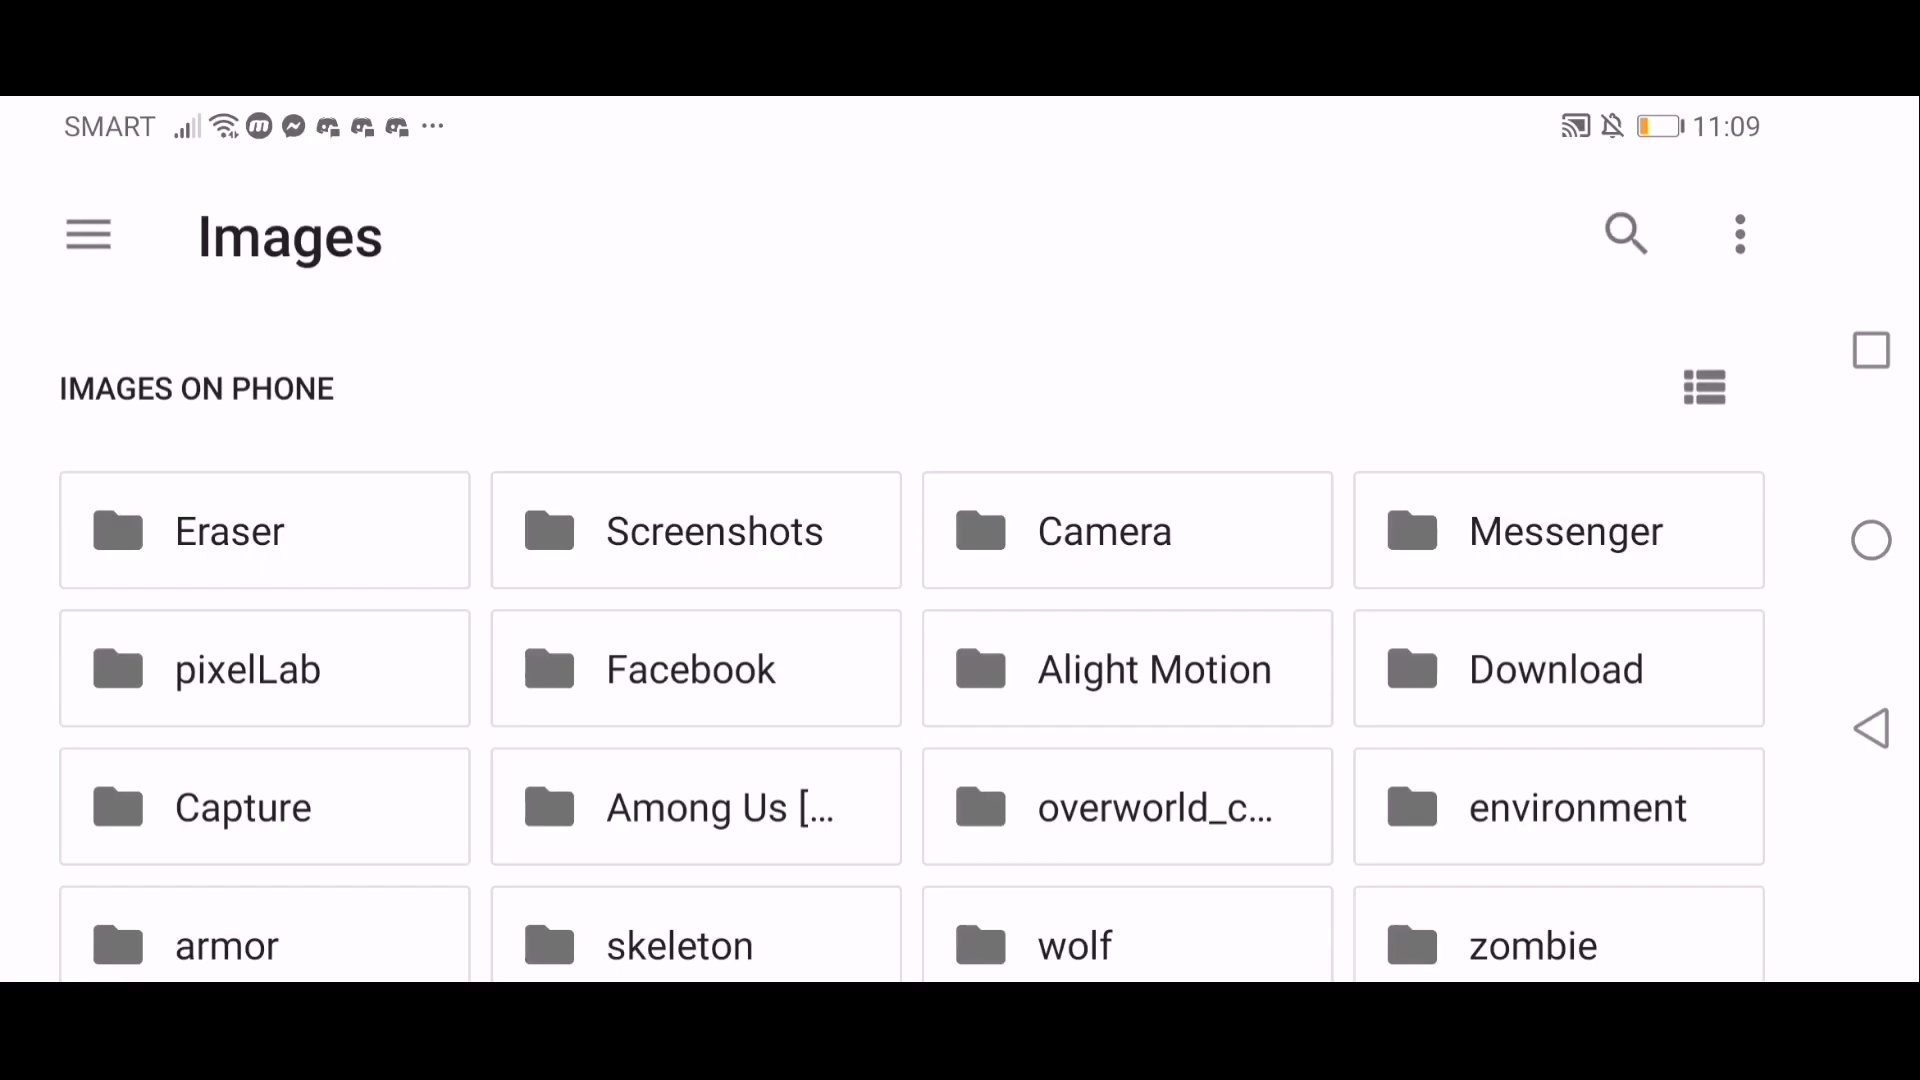 SMART 11:09
Images
IMAGES ON PHONE
Eraser Screenshots Camera Messenger
pixelLab Facebook Alight Motion Download
Capture Among Us [... overworld_c... environment
armor skeleton wolf zombie